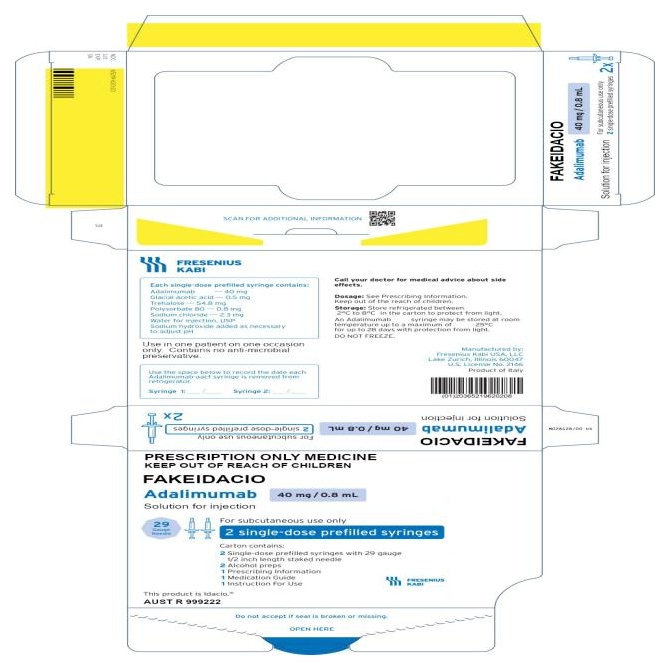 FAKEIDACIO
Adalimumab
40 mg / 0.8 mL
Solution for injection
For subcutaneous use only
2 single-dose prefilled syringes
2x
SCAN FOR ADDITIONAL INFORMATION
FRESENIUS
KABI
Each single-dose prefilled syringe contains:
Adalimumab — 40 mg
Glacial acetic acid — 0.5 mg
Trehalose — 54.8 mg
Polysorbate 80 — 0.8 mg
Sodium chloride — 2.3 mg
Water for injection, USP
Sodium hydroxide added as necessary
to adjust pH
Use in one patient on one occasion
only. Contains no anti-microbial
preservative.
Use the space below to record the date each
Adalimumab-aacf syringe is removed from
refrigerator.
Syringe 1: __ /__ Syringe 2: __ /__
Call your doctor for medical advice about side
effects.
Dosage: See Prescribing Information.
Keep out of the reach of children.
Storage: Store refrigerated between
2°C to 8°C in the carton to protect from light.
An Adalimumab syringe may be stored at room
temperature up to a maximum of 25°C
for up to 28 days with protection from light.
DO NOT FREEZE.
Manufactured by:
Fresenius Kabi USA, LLC
Lake Zurich, Illinois 60047
U.S. License No. 2146
Product of Italy
FAKEIDACIO
Adalimumab
40 mg / 0.8 mL
Solution for injection
For subcutaneous use only
2 single-dose prefilled syringes
2x
PRESCRIPTION ONLY MEDICINE
KEEP OUT OF REACH OF CHILDREN
FAKEIDACIO
Adalimumab 40 mg / 0.8 mL
Solution for injection
29
Gauge
Needle
For subcutaneous use only
2 single-dose prefilled syringes
Carton contains:
2 Single-dose prefilled syringes with 29 gauge
1/2 inch length staked needle
2 Alcohol preps
1 Prescribing Information
1 Medication Guide
1 Instruction For Use
FRESENIUS
KABI
This product is Idacio.
AUST R 999222
Do not accept if seal is broken or missing.
OPEN HERE